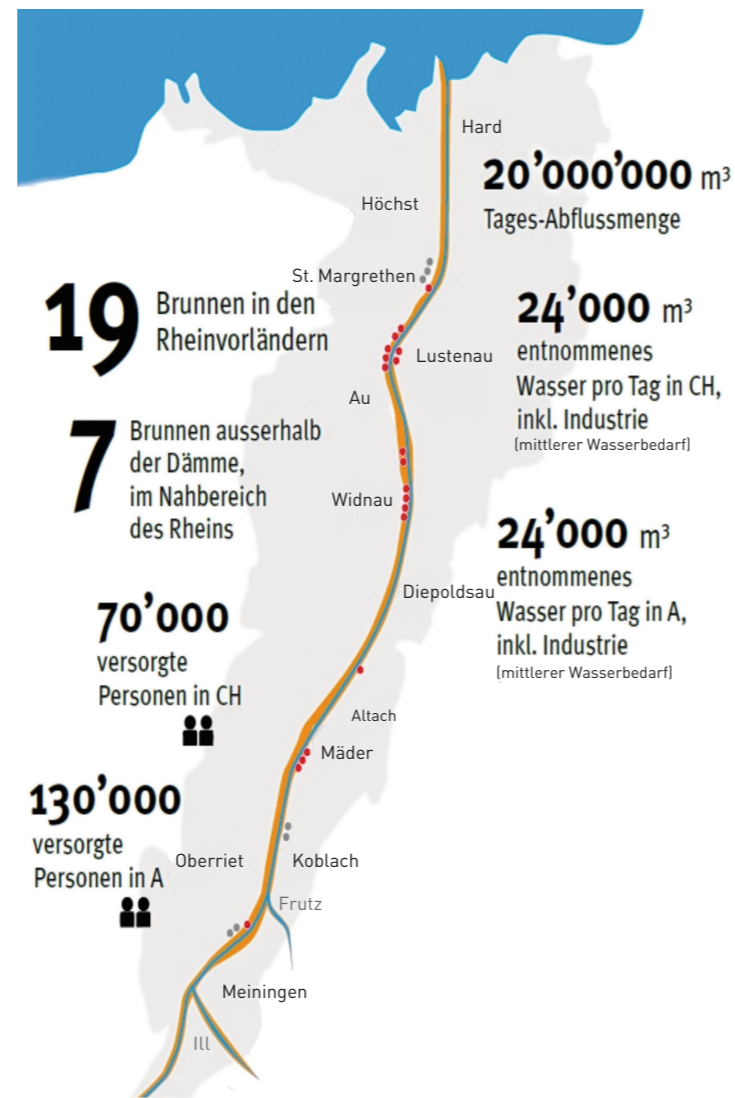 Hard
20’000’000 m³
Tages-Abflussmenge
Höchst
St. Margrethen
19 Brunnen in den
Rheinvorländern
24’000 m³
entnommenes
Wasser pro Tag in CH,
inkl. Industrie
(mittlerer Wasserbedarf)
Lustenau
Au
7 Brunnen ausserhalb
der Dämme,
im Nahbereich
des Rheins
Widnau
24’000 m³
entnommenes
Wasser pro Tag in A,
inkl. Industrie
(mittlerer Wasserbedarf)
Diepoldsau
70’000
versorgte
Personen in CH
Altach
Mäder
130’000
versorgte
Personen in A
Oberriet
Koblach
Frutz
Meiningen
Ill